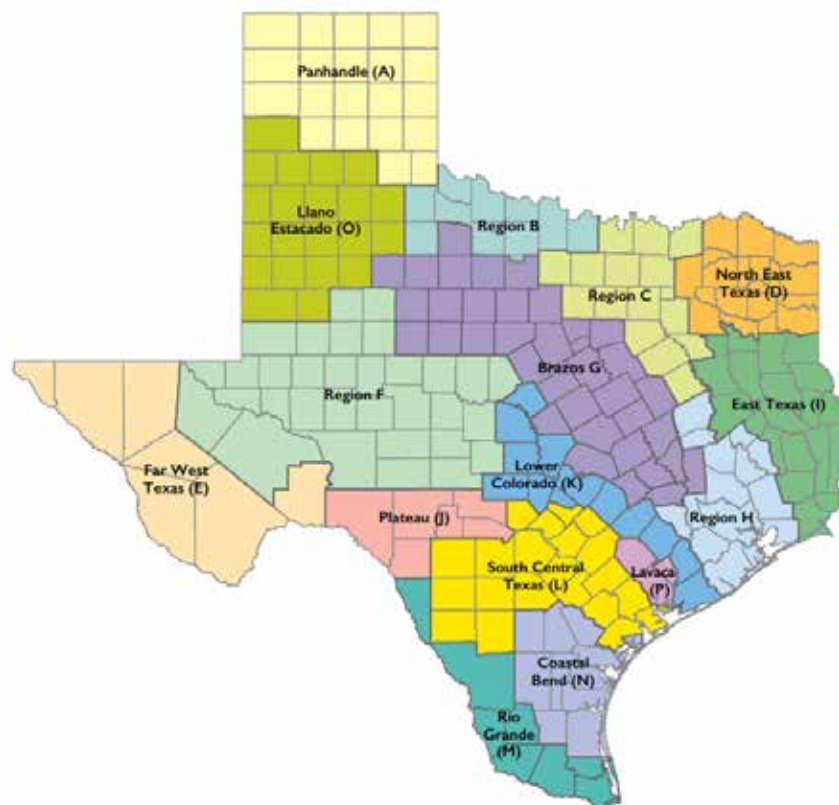 Panhandle (A)
Llano
Estacado (O)
Region B
Region C
North East
Texas (D)
Brazos G
Region F
East Texas (I)
Far West
Texas (E)
Lower
Colorado (K)
Plateau (J)
Region H
South Central
Texas (L)
Lavaca
(P)
Coastal
Bend (N)
Rio
Grande
(M)